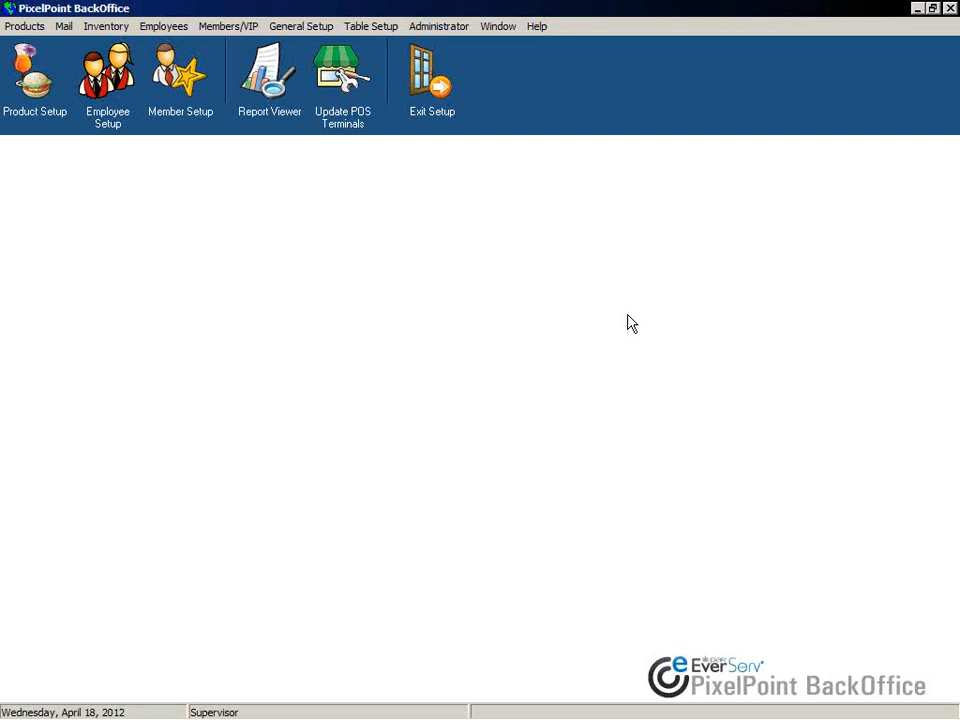 PixelPoint BackOffice
Products Mail Inventory Employees Members/VIP General Setup Table Setup Administrator Window Help
Product Setup
Employee
Setup
Member Setup
Report Viewer
Update POS
Terminals
Exit Setup
EverServ
PixelPoint BackOffice
Wednesday, April 18, 2012 Supervisor